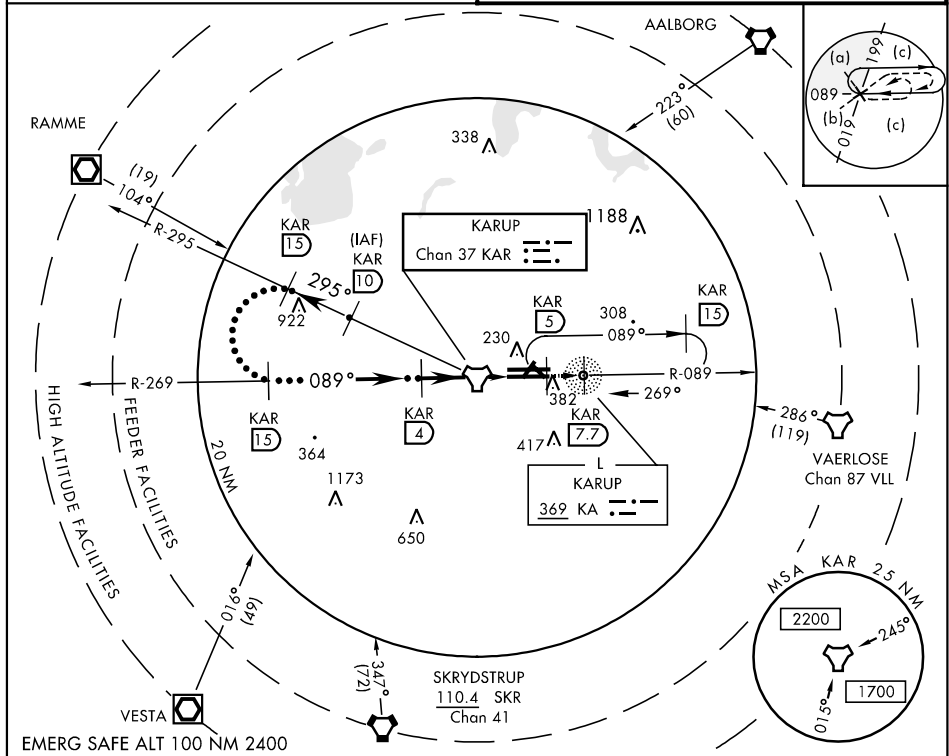 AALBORG
223°
(60)
(a)
199
(c)
089
(b)
019
(c)
RAMME
(19)
104°
R-295
338
1188
KARUP
Chan 37 KAR
KAR
15
(IAF)
KAR
10
295°
922
KAR
5
308
089°
KAR
15
230
R-269
089°
R-089
269°
382
KAR
15
KAR
4
KAR
7.7
364
417
286°
(119)
VAERLOSE
Chan 87 VLL
L
KARUP
369 KA
20 NM
1173
650
HIGH ALTITUDE FACILITIES
FEEDER FACILITIES
016°
(49)
347°
(72)
SKRYDSTRUP
110.4 SKR
Chan 41
MSA KAR 25 NM
2200
245°
015°
1700
VESTA
EMERG SAFE ALT 100 NM 2400